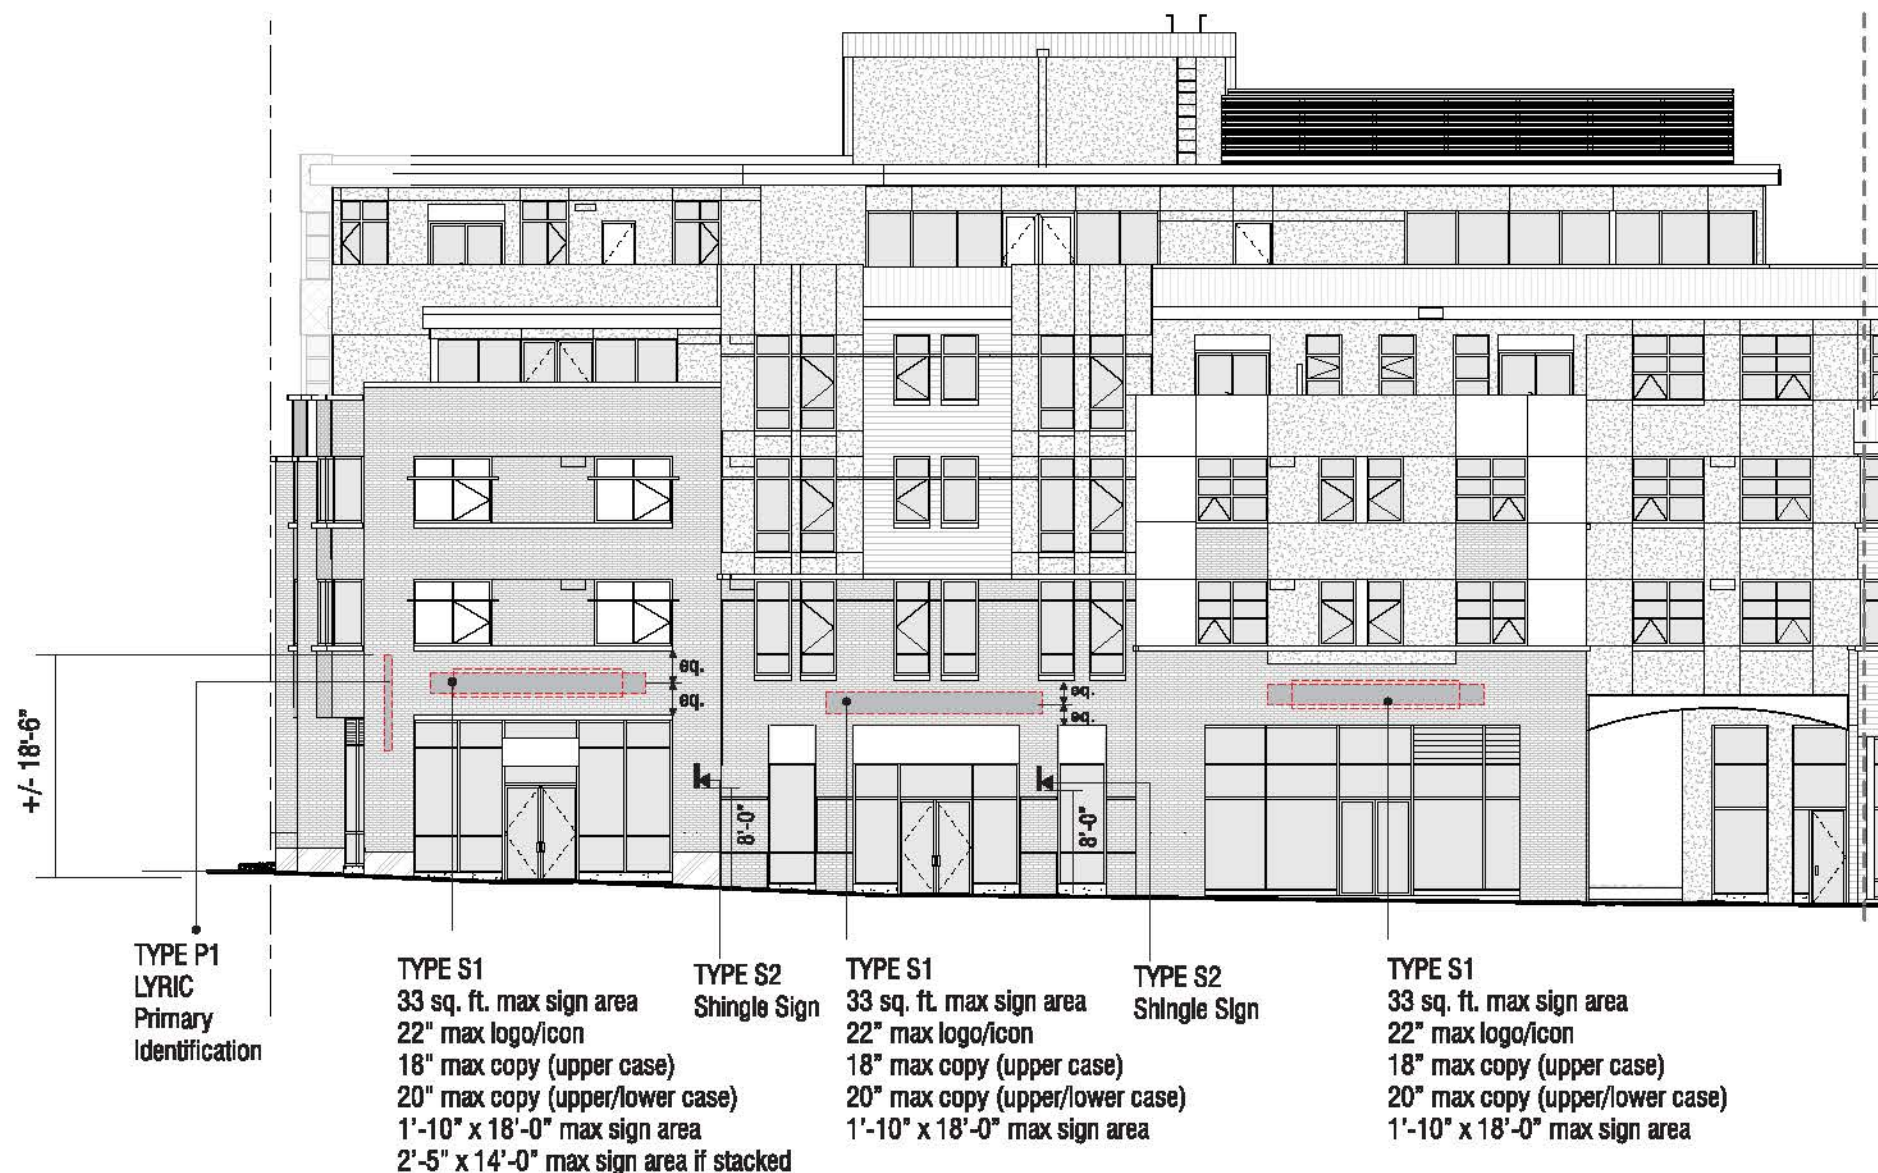 eq.
eq.
eq.
eq.
+/- 18'-6"
8'-0"
8'-0"
TYPE P1
LYRIC
Primary
Identification
TYPE S1
33 sq. ft. max sign area
22" max logo/icon
18" max copy (upper case)
20" max copy (upper/lower case)
1'-10" x 18'-0" max sign area
2'-5" x 14'-0" max sign area if stacked
TYPE S2
Shingle Sign
TYPE S1
33 sq. ft. max sign area
22" max logo/icon
18" max copy (upper case)
20" max copy (upper/lower case)
1'-10" x 18'-0" max sign area
TYPE S2
Shingle Sign
TYPE S1
33 sq. ft. max sign area
22" max logo/icon
18" max copy (upper case)
20" max copy (upper/lower case)
1'-10" x 18'-0" max sign area